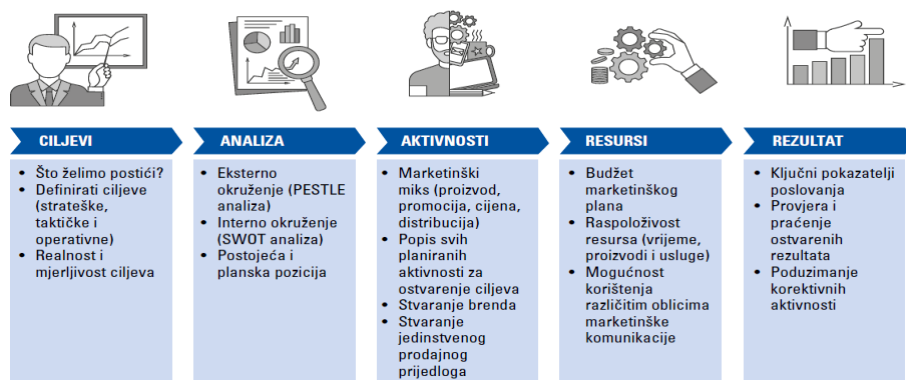 CILJEVI
• Što želimo postići?
• Definirati ciljeve
(strateške,
taktičke i
operativne)
• Realnost i
mjerljivost ciljeva
ANALIZA
• Eksterno
okruženje (PESTLE
analiza)
• Interno okruženje
(SWOT analiza)
• Postojeća i
planska pozicija
AKTIVNOSTI
• Marketinški
miks (proizvod,
promocija, cijena,
distribucija)
• Popis svih
planiranih
aktivnosti za
ostvarenje ciljeva
• Stvaranje brenda
• Stvaranje
jedinstvenog
prodajnog
prijedloga
RESURSI
• Budžet
marketinškog
plana
• Raspoloživost
resursa (vrijeme,
proizvodi i usluge)
• Mogućnost
korištenja
različitim oblicima
marketinške
komunikacije
REZULTAT
• Ključni pokazatelji
poslovanja
• Provjera i
praćenje
ostvarenih
rezultata
• Poduzimanje
korektivnih
aktivnosti